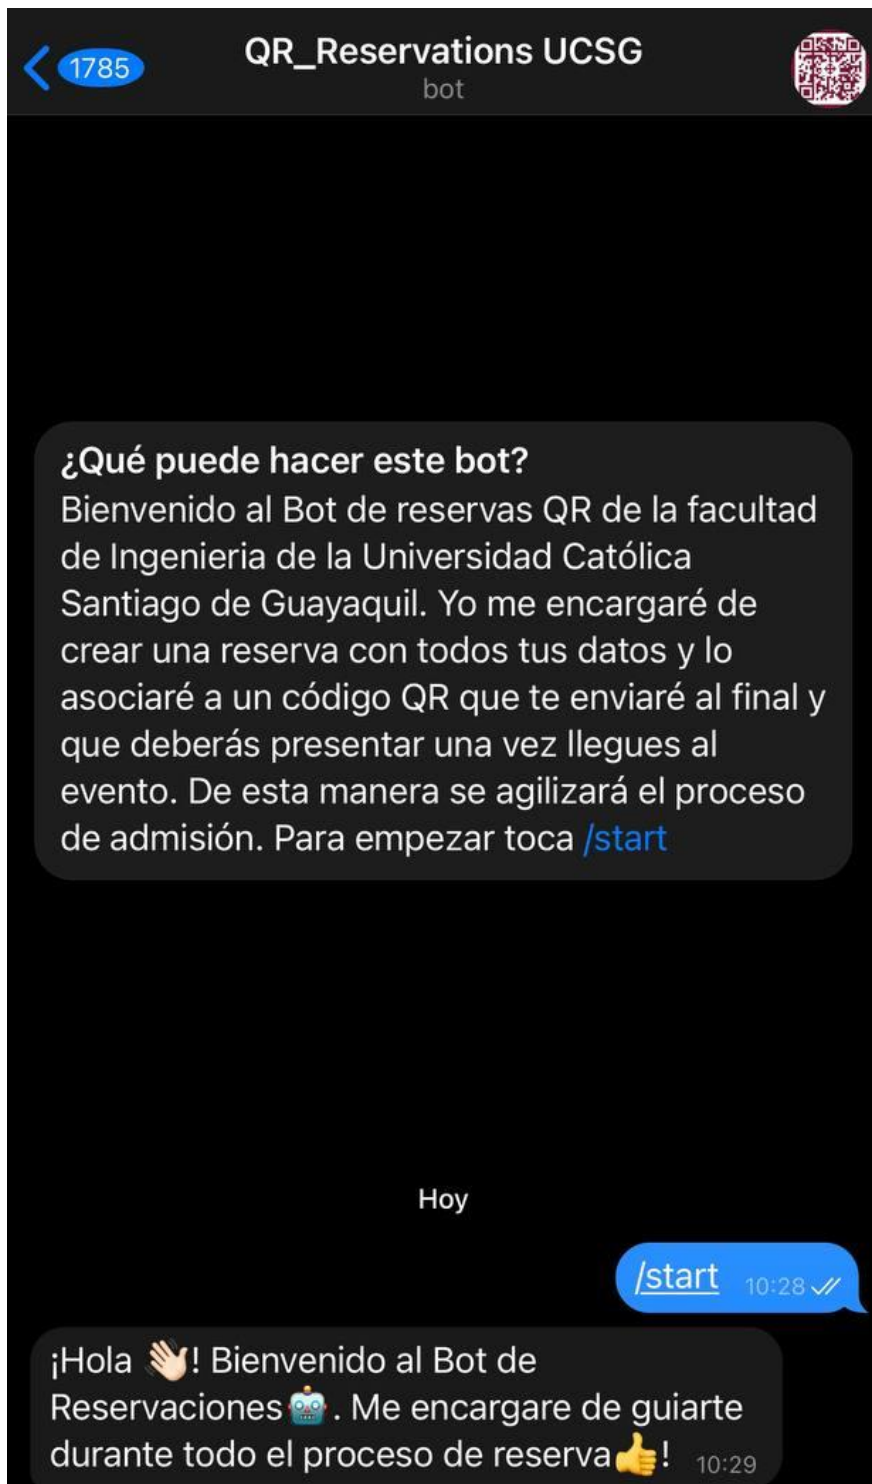 1785
QR_Reservations UCSG
bot
¿Qué puede hacer este bot?
Bienvenido al Bot de reservas QR de la facultad
de Ingenieria de la Universidad Católica
Santiago de Guayaquil. Yo me encargaré de
crear una reserva con todos tus datos y lo
asociaré a un código QR que te enviaré al final y
que deberás presentar una vez llegues al
evento. De esta manera se agilizará el proceso
de admisión. Para empezar toca /start
Hoy
/start 10:28
¡Hola 👋🏻! Bienvenido al Bot de
Reservaciones🤖. Me encargare de guiarte
durante todo el proceso de reserva👍! 10:29